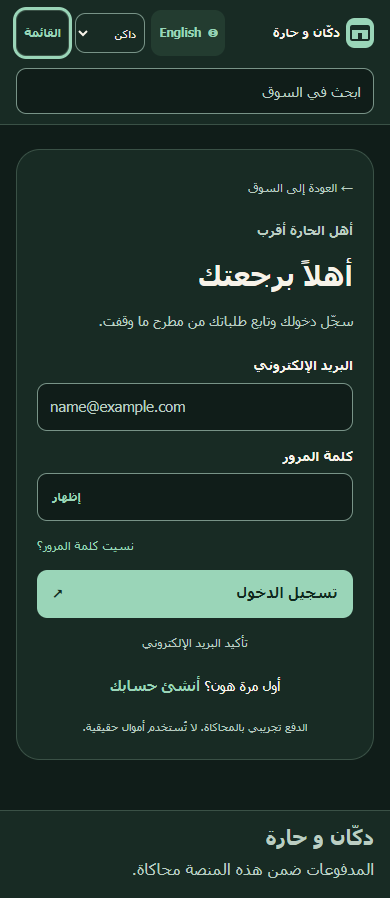 دكّان و حارة
English
داكن
القائمة
ابحث في السوق
← العودة إلى السوق
أهل الحارة أقرب
أهلاً برجعتك
سجّل دخولك وتابع طلباتك من مطرح ما وقفت.
البريد الإلكتروني
name@example.com
كلمة المرور
إظهار
نسيت كلمة المرور؟
تسجيل الدخول ↗
تأكيد البريد الإلكتروني
أول مرة هون؟ أنشئ حسابك
الدفع تجريبي بالمحاكاة. لا تُستخدم أموال حقيقية.
دكّان و حارة
المدفوعات ضمن هذه المنصة محاكاة.